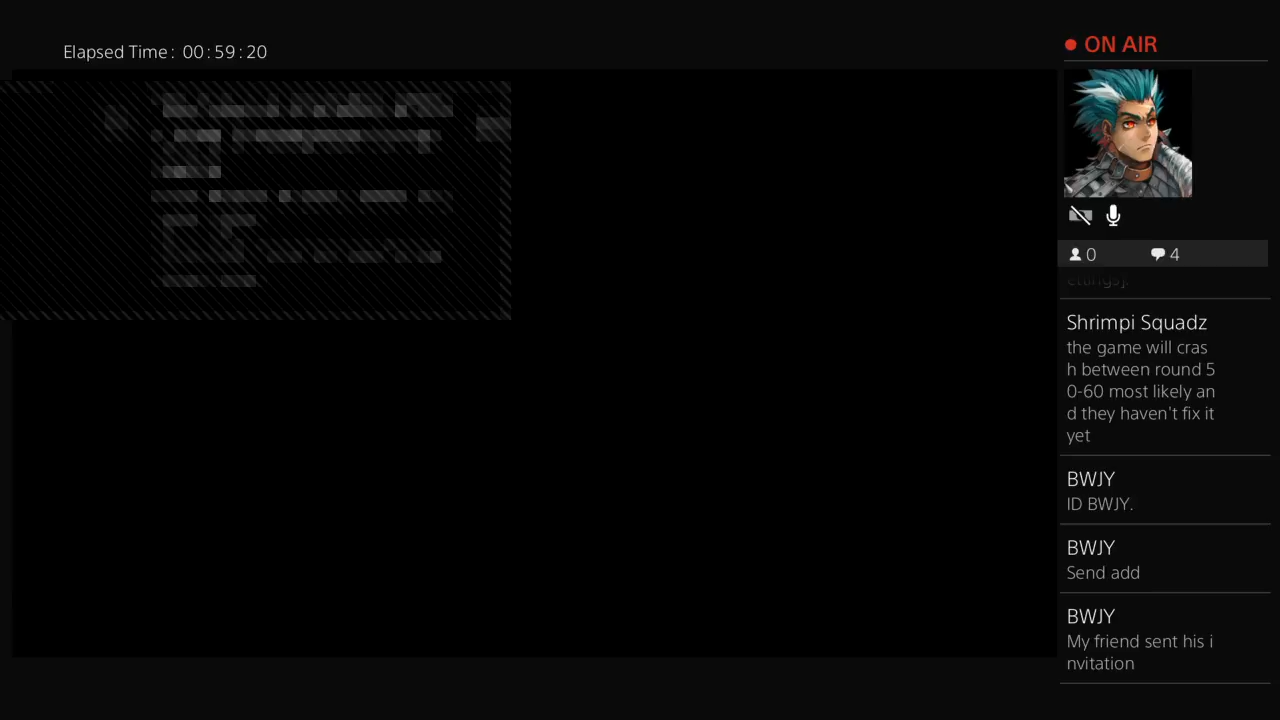 Elapsed Time: 00:59:20
ON AIR
0 4
ettings].
Shrimpi Squadz
the game will cras
h between round 5
0-60 most likely an
d they haven't fix it
yet
BWJY
ID BWJY.
BWJY
Send add
BWJY
My friend sent his i
nvitation